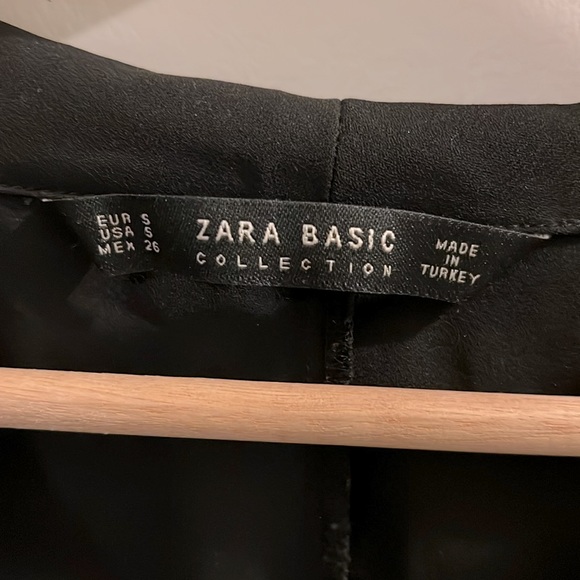 EUR S
USA S
MEX 26
ZARA BASIC
COLLECTION
MADE
IN
TURKEY